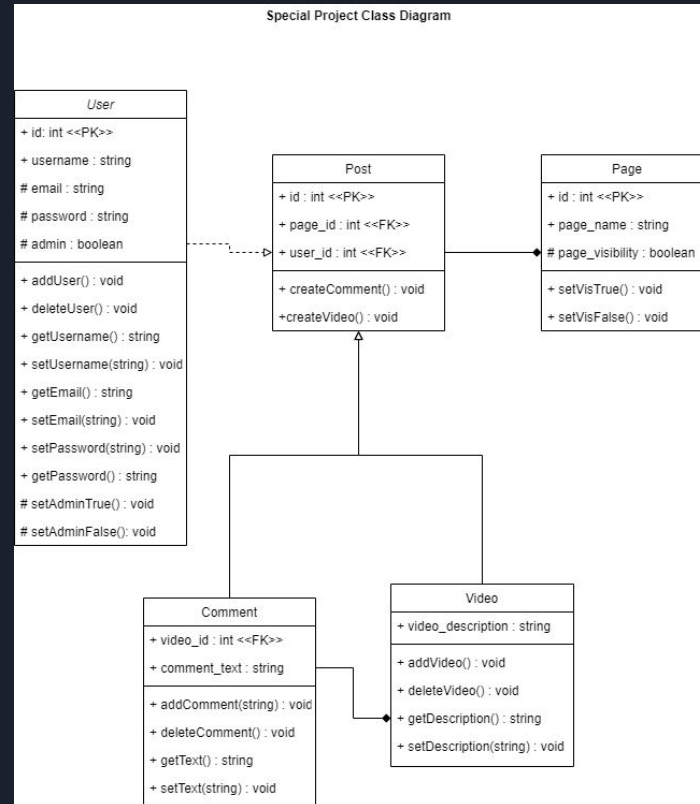 Special Project Class Diagram
User
+ id: int <<PK>>
+ username : string
# email : string
# password : string
# admin : boolean
+ addUser() : void
+ deleteUser() : void
+ getUsername() : string
+ setUsername(string) : void
+ getEmail() : string
+ setEmail(string) : void
+ setPassword(string) : void
+ getPassword() : string
# setAdminTrue() : void
# setAdminFalse(): void
Post
+ id : int <<PK>>
+ page_id : int <<FK>>
+ user_id : int <<FK>>
+ createComment() : void
+createVideo() : void
Page
+ id : int <<PK>>
+ page_name : string
# page_visibility : boolean
+ setVisTrue() : void
+ setVisFalse() : void
Comment
+ video_id : int <<FK>>
+ comment_text : string
+ addComment(string) : void
+ deleteComment() : void
+ getText() : string
+ setText(string) : void
Video
+ video_description : string
+ addVideo() : void
+ deleteVideo() : void
+ getDescription() : string
+ setDescription(string) : void